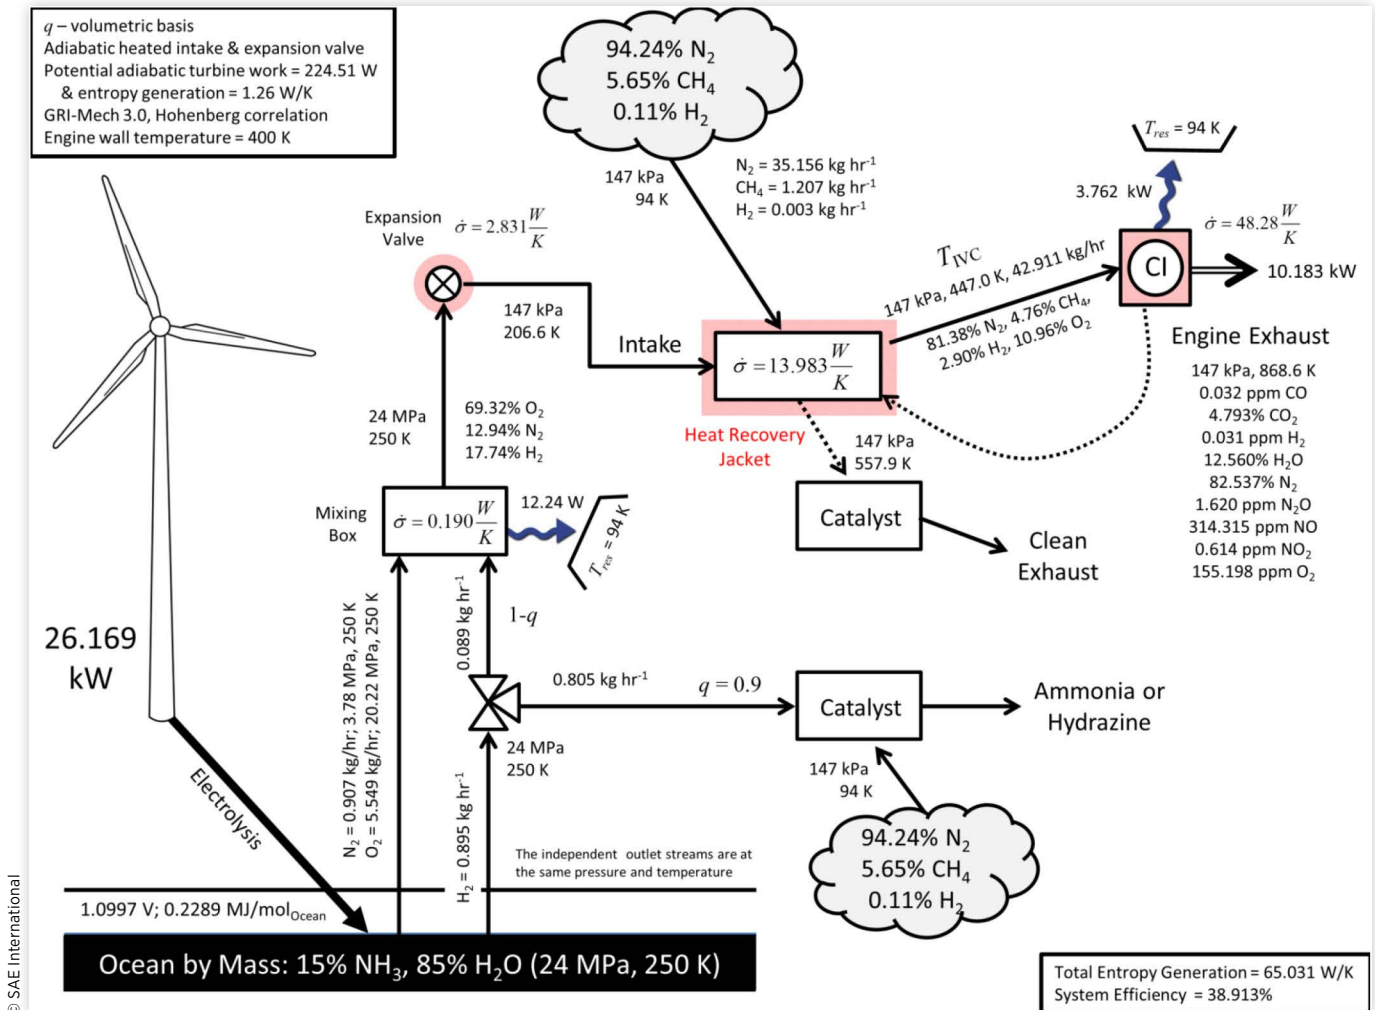 q – volumetric basis
Adiabatic heated intake & expansion valve
Potential adiabatic turbine work = 224.51 W
& entropy generation = 1.26 W/K
GRI-Mech 3.0, Hohenberg correlation
Engine wall temperature = 400 K
94.24% N₂
5.65% CH₄
0.11% H₂
147 kPa
94 K
N₂ = 35.156 kg hr⁻¹
CH₄ = 1.207 kg hr⁻¹
H₂ = 0.003 kg hr⁻¹
T_res = 94 K
3.762 kW
σ̇ = 48.28 W/K
CI
10.183 kW
T_IVC
147 kPa, 447.0 K, 42.911 kg/hr
81.38% N₂, 4.76% CH₄,
2.90% H₂, 10.96% O₂
Expansion
Valve
σ̇ = 2.831 W/K
147 kPa
206.6 K
Intake
σ̇ = 13.983 W/K
Heat Recovery
Jacket
147 kPa
557.9 K
Catalyst
Clean
Exhaust
Engine Exhaust
147 kPa, 868.6 K
0.032 ppm CO
4.793% CO₂
0.031 ppm H₂
12.560% H₂O
82.537% N₂
1.620 ppm N₂O
314.315 ppm NO
0.614 ppm NO₂
155.198 ppm O₂
24 MPa
250 K
69.32% O₂
12.94% N₂
17.74% H₂
Mixing
Box
σ̇ = 0.190 W/K
12.24 W
T_res = 94 K
26.169
kW
Electrolysis
N₂ = 0.907 kg/hr; 3.78 MPa, 250 K
O₂ = 5.549 kg/hr; 20.22 MPa, 250 K
0.089 kg hr⁻¹
1-q
0.805 kg hr⁻¹
q = 0.9
24 MPa
250 K
H₂ = 0.895 kg hr⁻¹
Catalyst
Ammonia or
Hydrazine
147 kPa
94 K
94.24% N₂
5.65% CH₄
0.11% H₂
The independent outlet streams are at
the same pressure and temperature
1.0997 V; 0.2289 MJ/mol_Ocean
Ocean by Mass: 15% NH₃, 85% H₂O (24 MPa, 250 K)
Total Entropy Generation = 65.031 W/K
System Efficiency = 38.913%
© SAE International